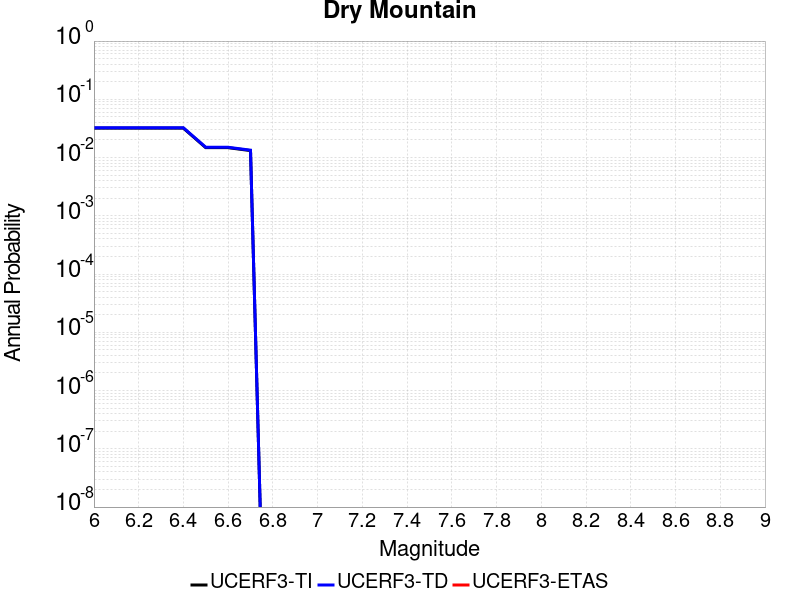 Dry Mountain
10^0
10^-1
10^-2
10^-3
10^-4
10^-5
10^-6
10^-7
10^-8
Annual Probability
6 6.2 6.4 6.6 6.8 7 7.2 7.4 7.6 7.8 8 8.2 8.4 8.6 8.8 9
Magnitude
UCERF3-TI UCERF3-TD UCERF3-ETAS